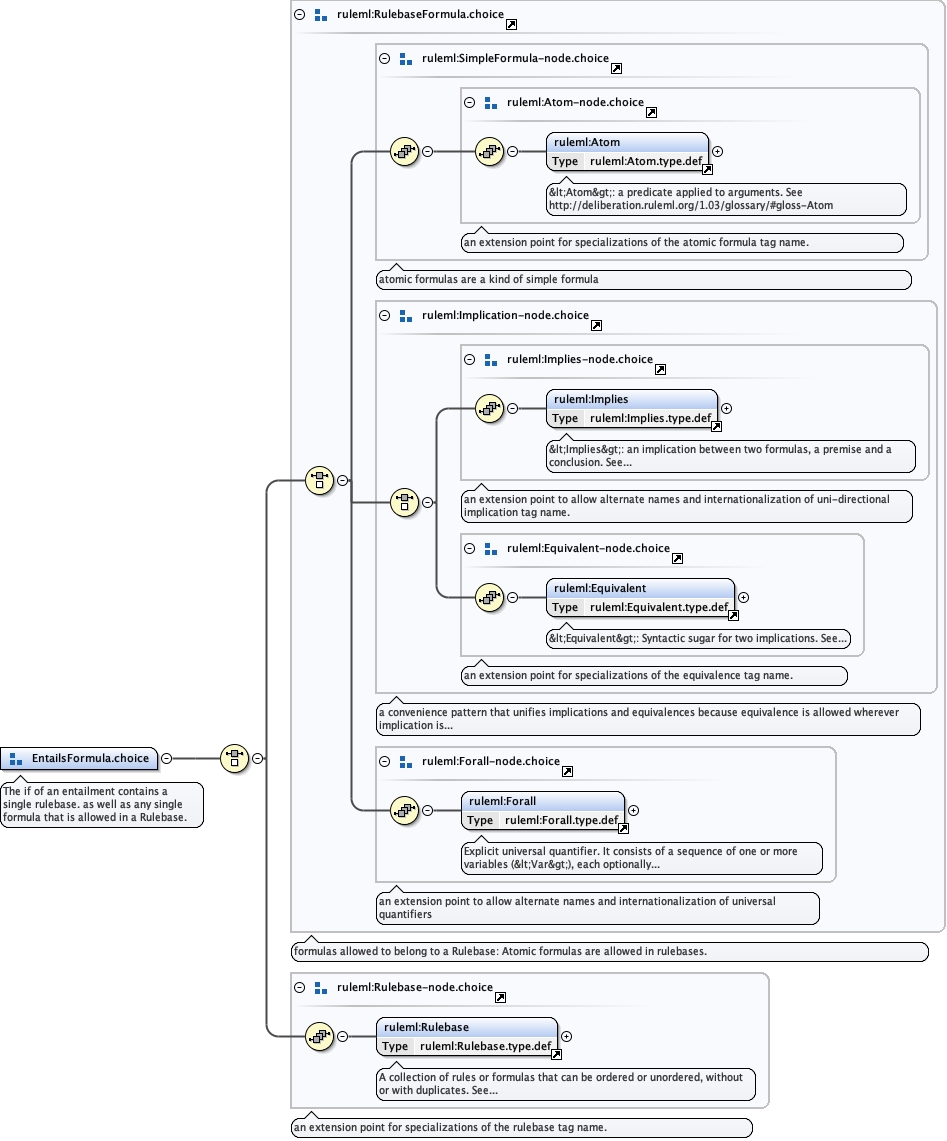 ruleml:RulebaseFormula.choice
ruleml:SimpleFormula-node.choice
ruleml:Atom-node.choice
ruleml:Atom
Type ruleml:Atom.type.def
&lt;Atom&gt;: a predicate applied to arguments. See
http://deliberation.ruleml.org/1.03/glossary/#gloss-Atom
an extension point for specializations of the atomic formula tag name.
atomic formulas are a kind of simple formula
ruleml:Implication-node.choice
ruleml:Implies-node.choice
ruleml:Implies
Type ruleml:Implies.type.def
&lt;Implies&gt;: an implication between two formulas, a premise and a
conclusion. See...
an extension point to allow alternate names and internationalization of uni-directional
implication tag name.
ruleml:Equivalent-node.choice
ruleml:Equivalent
Type ruleml:Equivalent.type.def
&lt;Equivalent&gt;: Syntactic sugar for two implications. See...
an extension point for specializations of the equivalence tag name.
a convenience pattern that unifies implications and equivalences because equivalence is allowed wherever
implication is...
EntailsFormula.choice
The if of an entailment contains a
single rulebase. as well as any single
formula that is allowed in a Rulebase.
ruleml:Forall-node.choice
ruleml:Forall
Type ruleml:Forall.type.def
Explicit universal quantifier. It consists of a sequence of one or more
variables (&lt;Var&gt;), each optionally...
an extension point to allow alternate names and internationalization of universal
quantifiers
formulas allowed to belong to a Rulebase: Atomic formulas are allowed in rulebases.
ruleml:Rulebase-node.choice
ruleml:Rulebase
Type ruleml:Rulebase.type.def
A collection of rules or formulas that can be ordered or unordered, without
or with duplicates. See...
an extension point for specializations of the rulebase tag name.